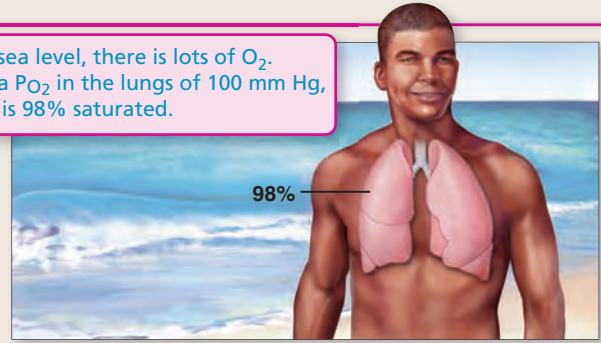 sea level, there is lots of O₂.
a PO₂ in the lungs of 100 mm Hg,
is 98% saturated.
98%